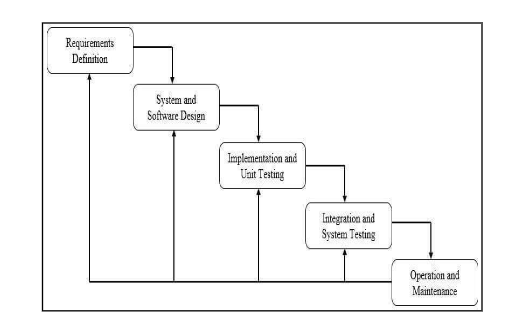 Requirements
Definition
System and
Software Design
Implementation and
Unit Testing
Integration and
System Testing
Operation and
Maintenance